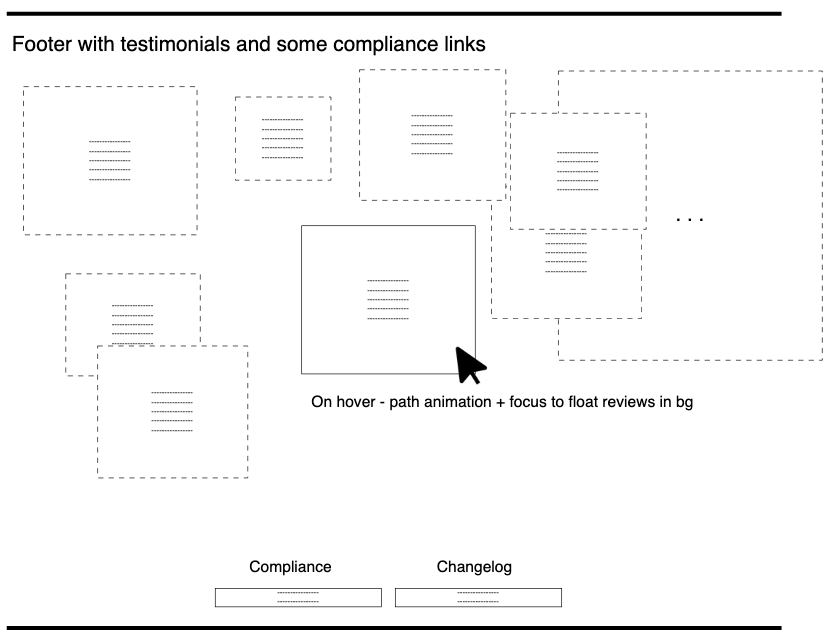 Footer with testimonials and some compliance links
. . .
On hover - path animation + focus to float reviews in bg
Compliance
Changelog